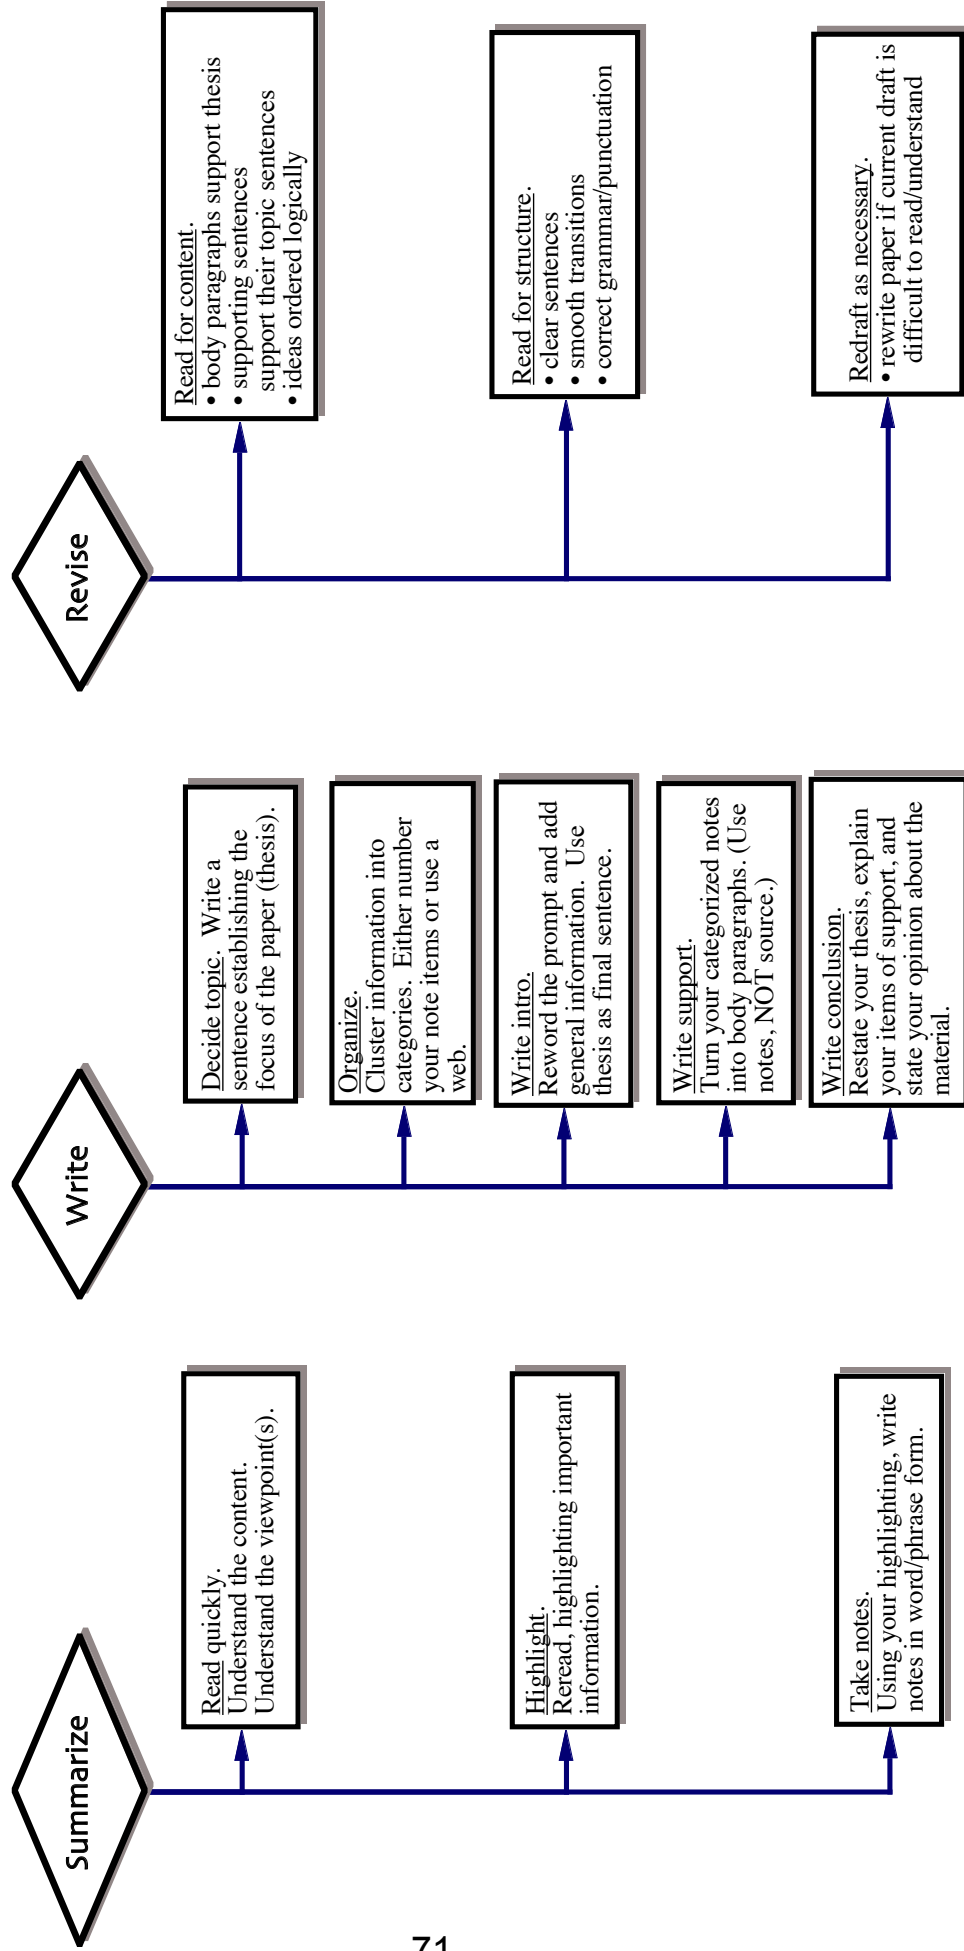 Summarize
Read quickly.
Understand the content.
Understand the viewpoint(s).
Highlight.
Reread, highlighting important
information.
Take notes.
Using your highlighting, write
notes in word/phrase form.
Write
Decide topic. Write a
sentence establishing the
focus of the paper (thesis).
Organize.
Cluster information into
categories. Either number
your note items or use a
web.
Write intro.
Reword the prompt and add
general information. Use
thesis as final sentence.
Write support.
Turn your categorized notes
into body paragraphs. (Use
notes, NOT source.)
Write conclusion.
Restate your thesis, explain
your items of support, and
state your opinion about the
material.
Revise
Read for content.
• body paragraphs support thesis
• supporting sentences
support their topic sentences
• ideas ordered logically
Read for structure.
• clear sentences
• smooth transitions
• correct grammar/punctuation
Redraft as necessary.
• rewrite paper if current draft is
difficult to read/understand
71